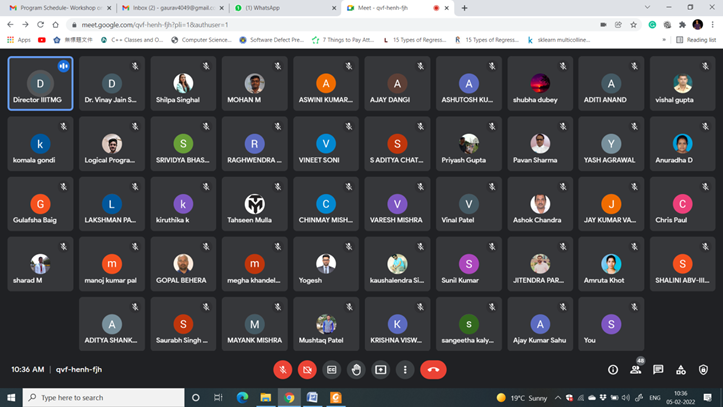 Program Schedule- Workshop o
Inbox (2) - gaurav4049@gmail.c
(1) WhatsApp
Meet - qvf-henh-fjh
meet.google.com/qvf-henh-fjh?pli=1&authuser=1
Apps
C++ Classes and O...
Computer Science...
Software Defect Pre...
7 Things to Pay Att...
15 Types of Regres...
15 Types of Regres...
sklearn multicolline...
Reading list
D
Director IIITMG
D
Dr. Vinay Jain S...
Shilpa Singhal
MOHAN M
A
ASWINI KUMAR...
A
AJAY DANGI
A
ASHUTOSH KU...
shubha dubey
A
ADITI ANAND
vishal gupta
k
komala gondi
Logical Progra...
S
SRIVIDYA BHAS...
R
RAGHWENDRA ...
V
VINEET SONI
S
S ADITYA CHAT...
Priyash Gupta
Pavan Sharma
Y
YASH AGRAWAL
Anuradha D
G
Gulafsha Baig
L
LAKSHMAN PA...
k
kiruthika k
Tahseen Mulla
C
CHINMAY MISH...
V
VARESH MISHRA
V
Vinal Patel
Ashok Chandra
J
JAY KUMAR VA...
C
Chris Paul
sharad M
m
manoj kumar pal
GOPAL BEHERA
m
megha khandel...
Yogesh
kaushalendra Si...
S
Sunil Kumar
JITENDRA PAR...
Amruta Khot
S
SHALINI ABV-III...
A
ADITYA SHANK...
S
Saurabh Singh ...
M
MAYANK MISHRA
Mushtaq Patel
K
KRISHNA VISW...
s
sangeetha kaly...
A
Ajay Kumar Sahu
S
You
10:36 AM | qvf-henh-fjh
48
Type here to search
19°C Sunny
ENG
10:36
05-02-2022